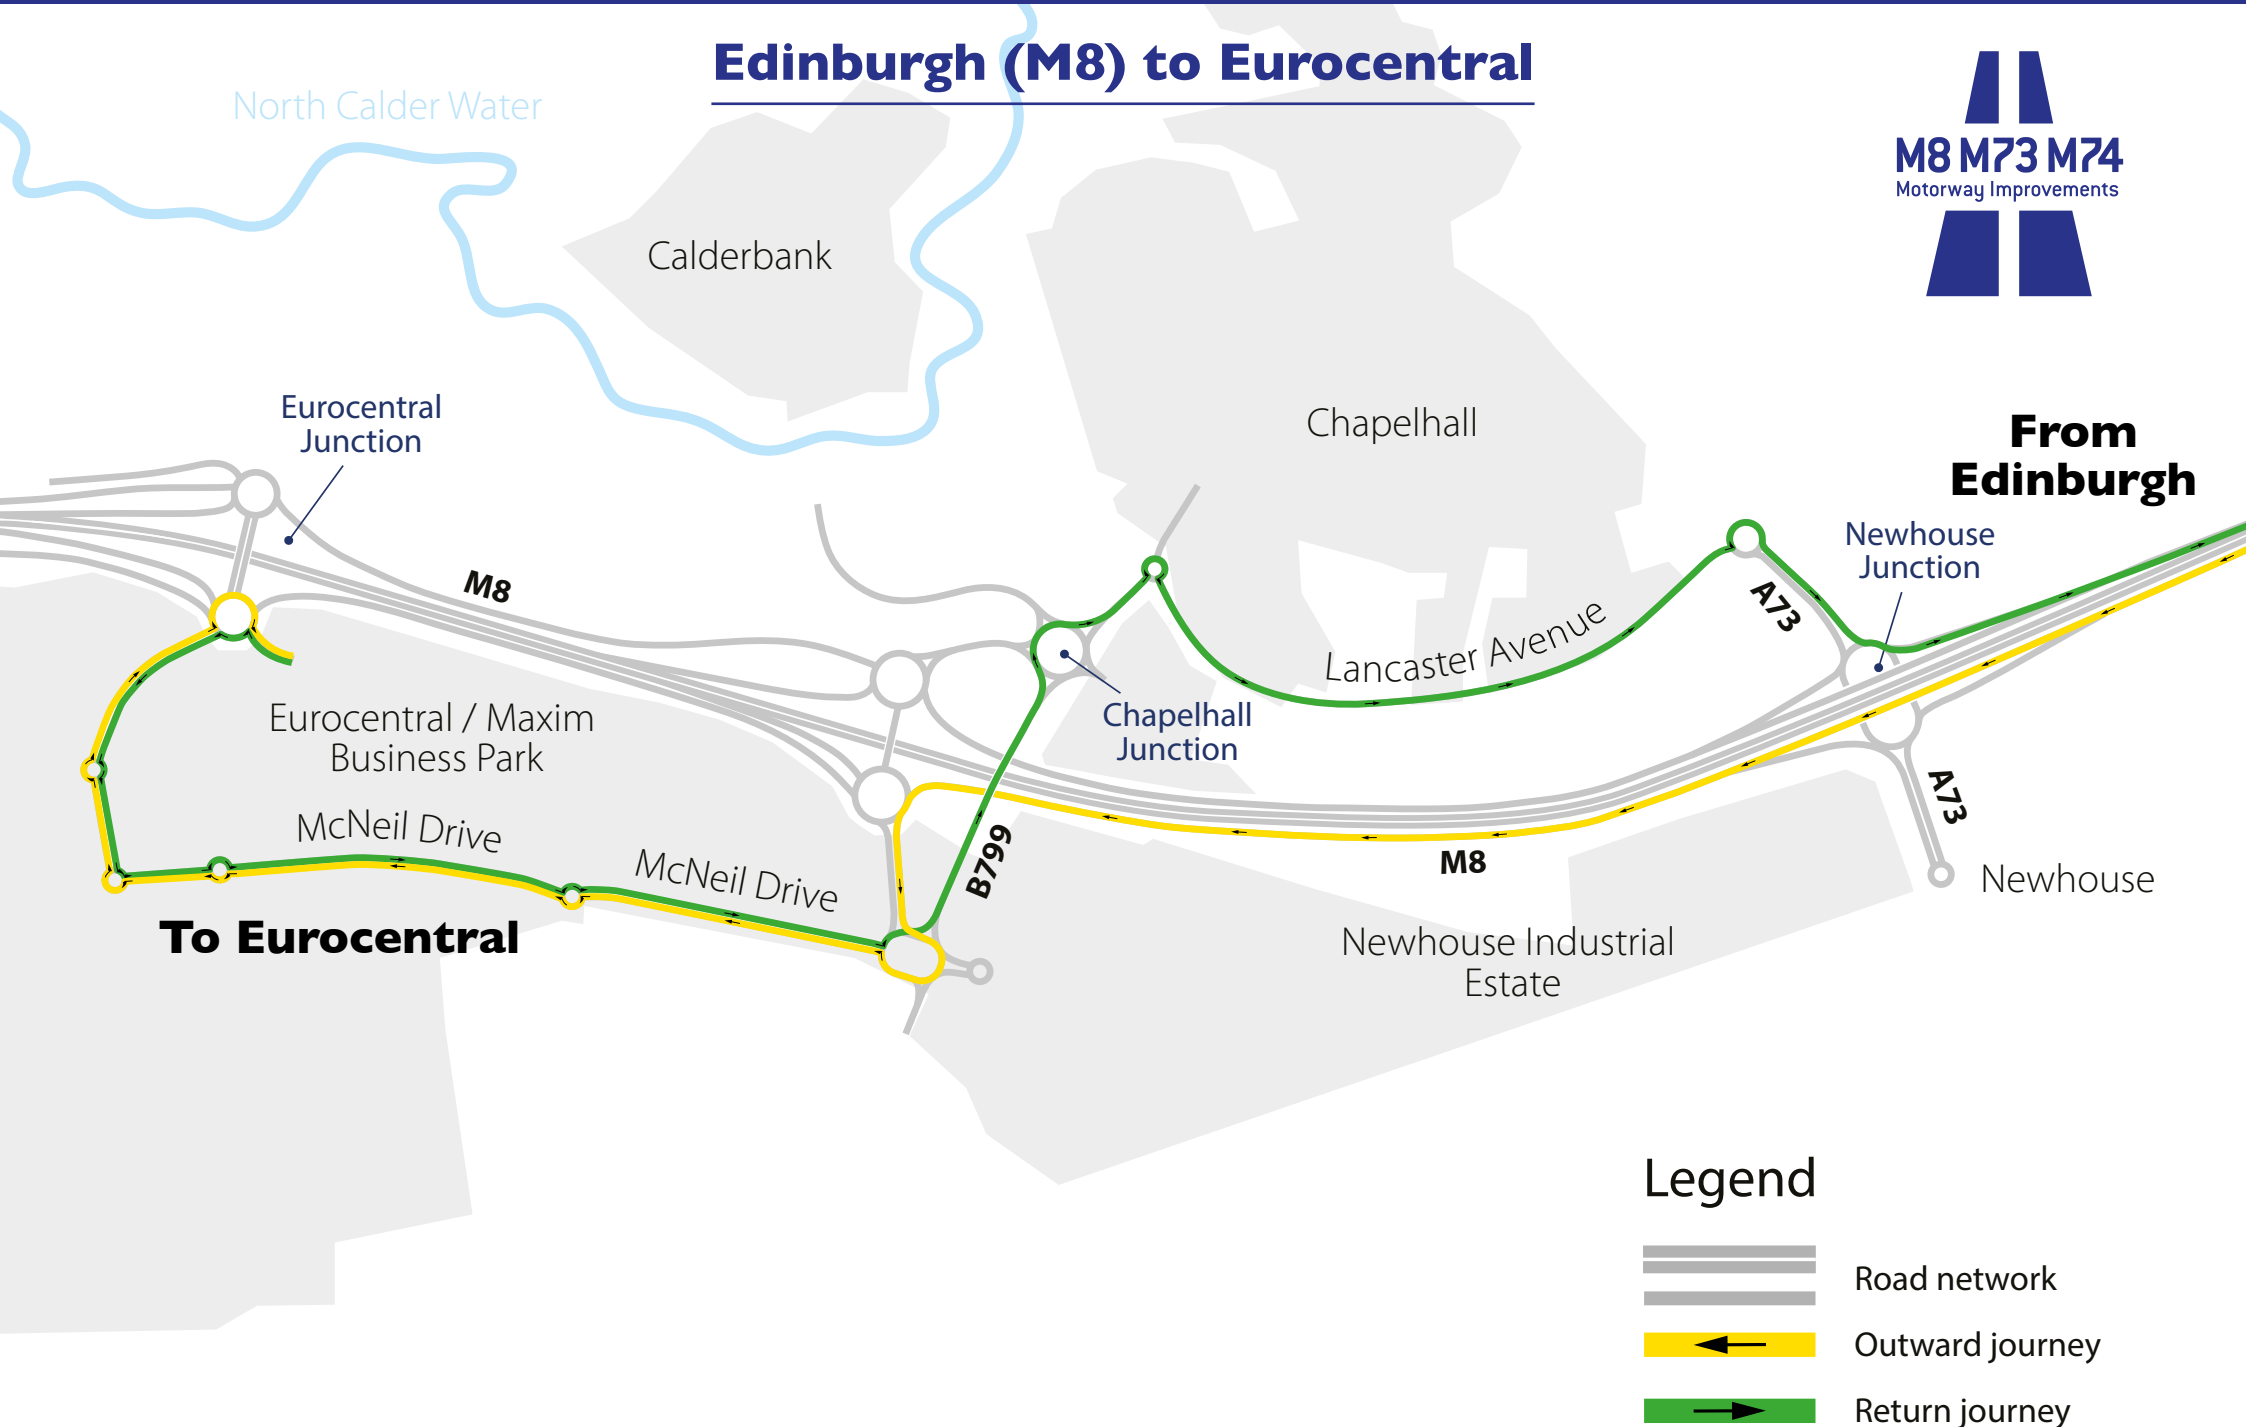 Edinburgh (M8) to Eurocentral
North Calder Water
M8 M73 M74
Motorway Improvements
Calderbank
Eurocentral
Junction
Chapelhall
From
Edinburgh
Newhouse
Junction
M8
A73
Lancaster Avenue
Eurocentral / Maxim
Business Park
Chapelhall
Junction
A73
McNeil Drive
McNeil Drive
B799
M8
Newhouse
To Eurocentral
Newhouse Industrial
Estate
Legend
Road network
Outward journey
Return journey